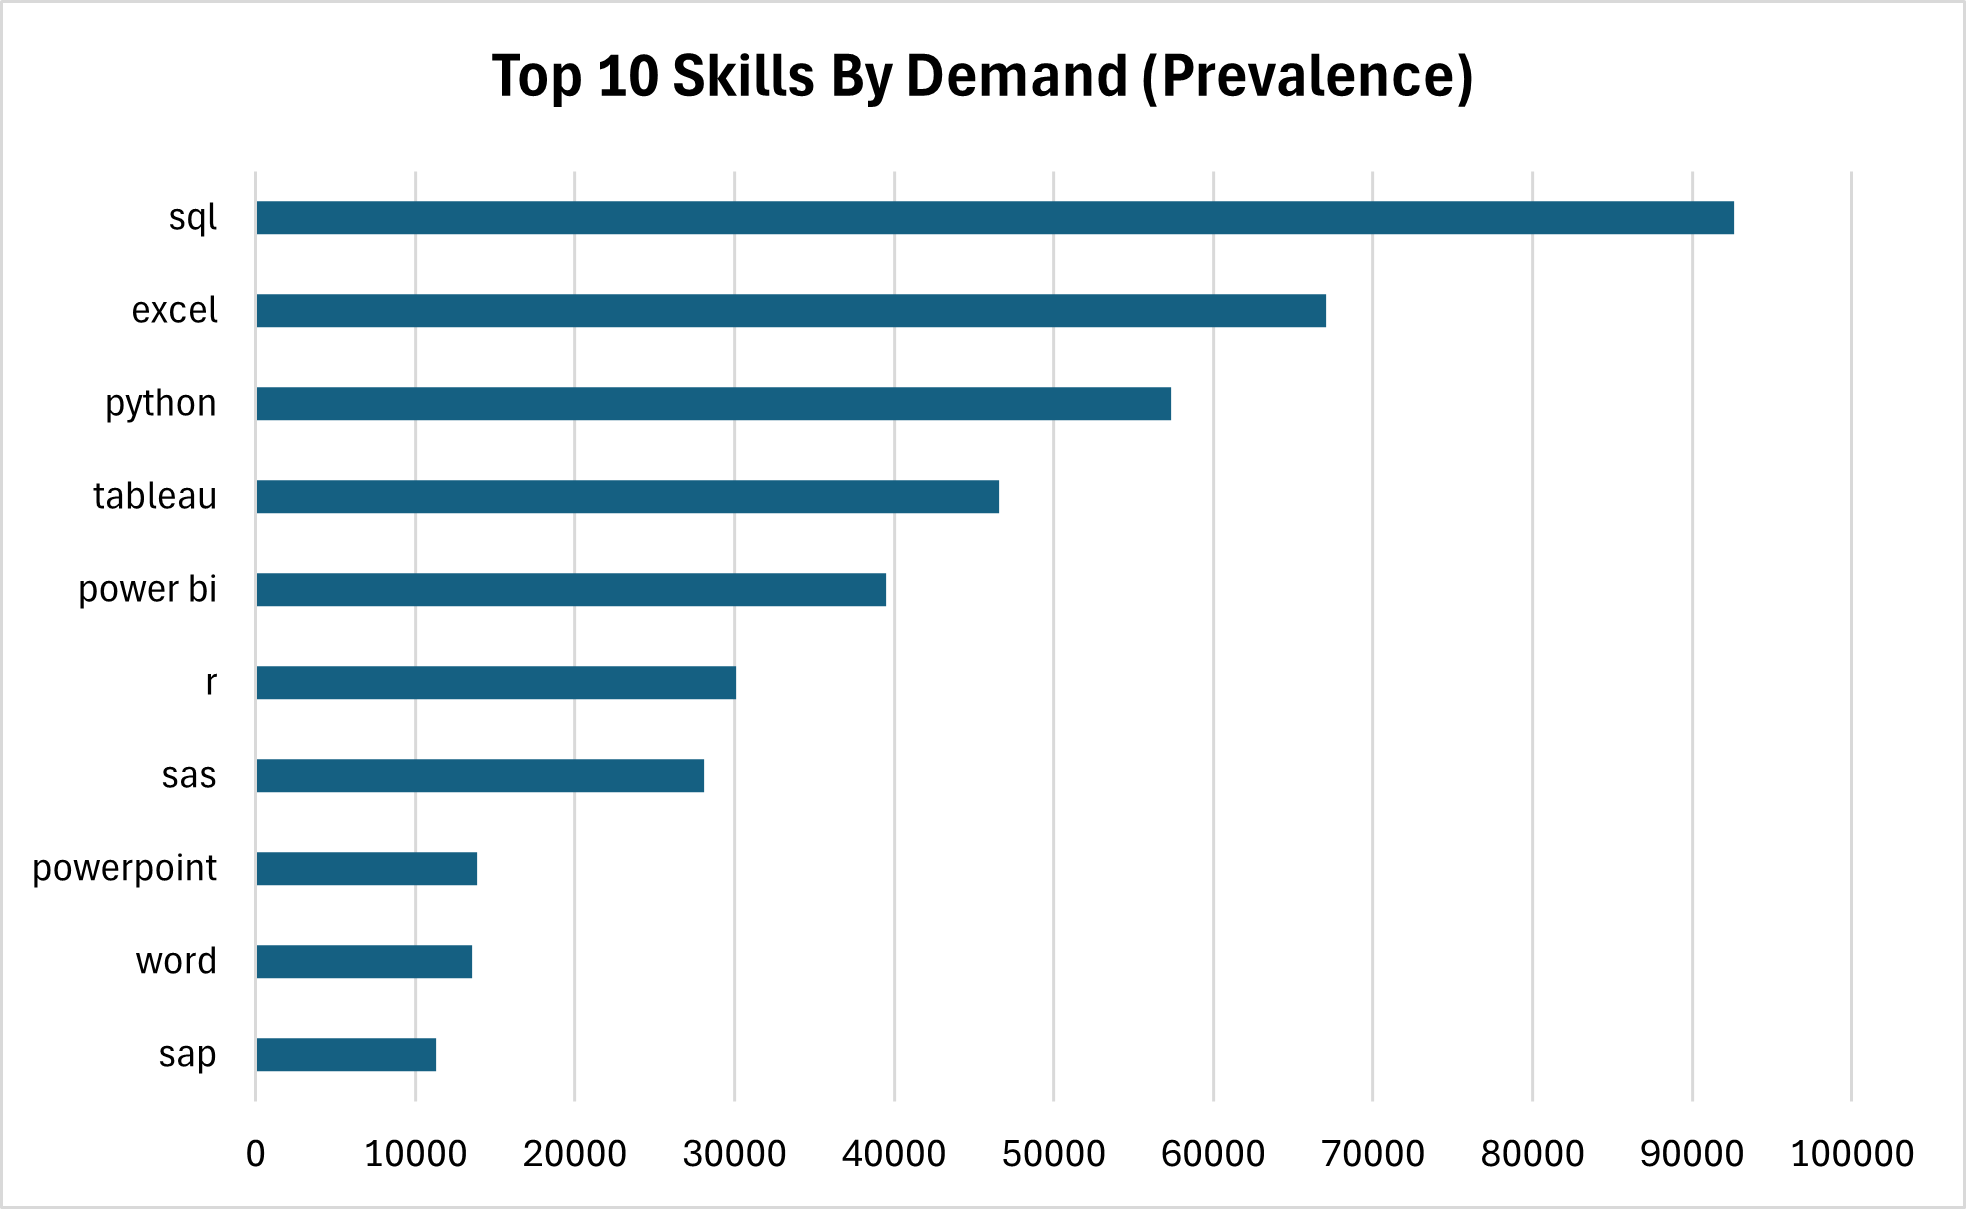 Top 10 Skills By Demand (Prevalence)
sql
excel
python
tableau
power bi
r
sas
powerpoint
word
sap
0 10000 20000 30000 40000 50000 60000 70000 80000 90000 100000